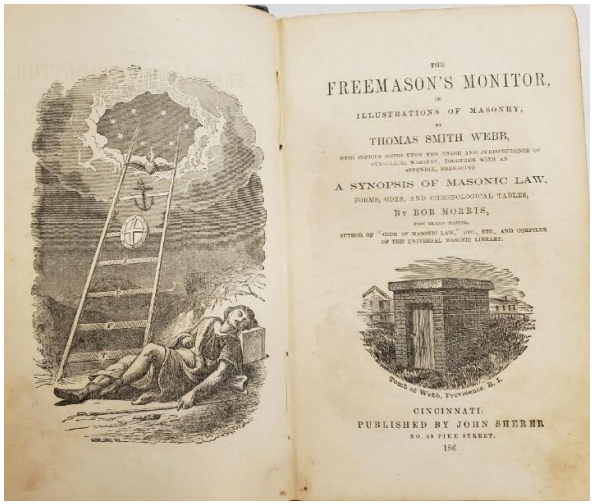 THE
FREEMASON'S MONITOR,
OR
ILLUSTRATIONS OF MASONRY,
BY
THOMAS SMITH WEBB,
WITH COPIOUS NOTES UPON THE USAGE AND JURISPRUDENCE OF
SYMBOLICAL MASONRY, TOGETHER WITH AN
APPENDIX, EMBRACING
A SYNOPSIS OF MASONIC LAW,
FORMS, ODES, AND CHRONOLOGICAL TABLES,
BY ROB MORRIS,
PAST GRAND MASTER,
AUTHOR OF "CODE OF MASONIC LAW," ETC., ETC., AND COMPILER
OF THE UNIVERSAL MASONIC LIBRARY.
Tomb of Webb, Providence, R. I.
CINCINNATI:
PUBLISHED BY JOHN SHERER
NO. 39 PIKE STREET.
186